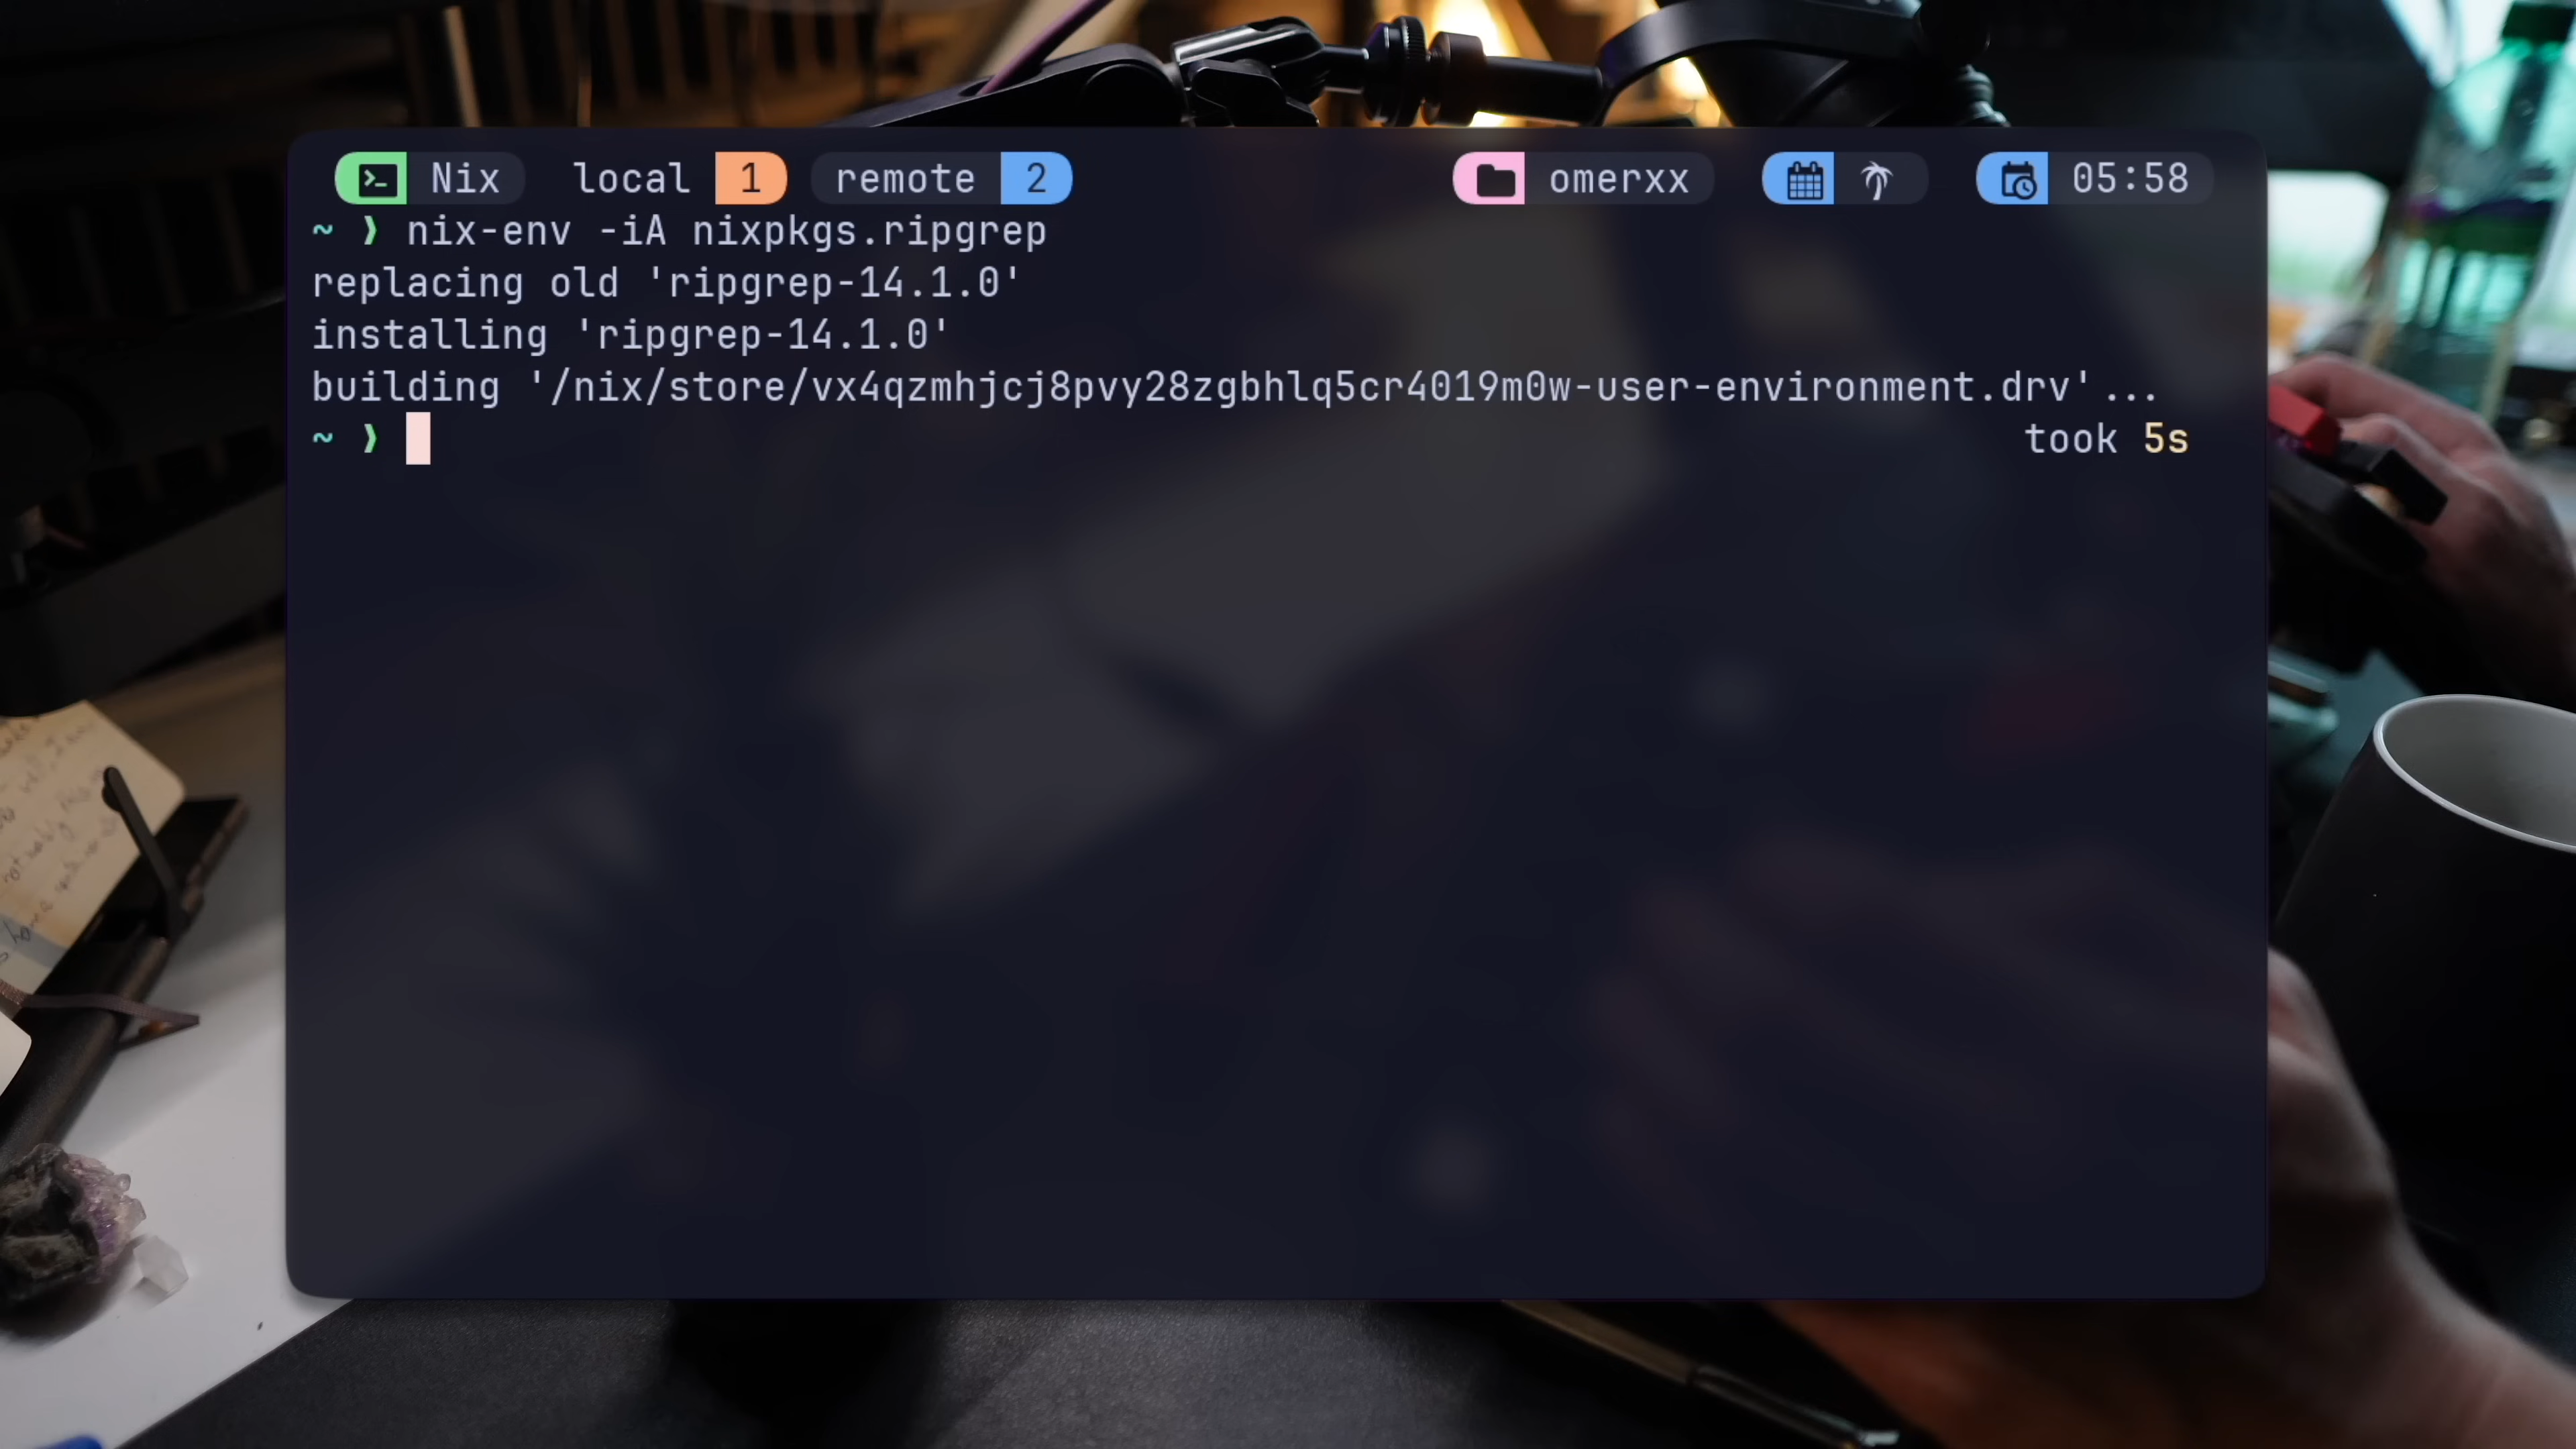 Nix local 1 remote 2 omerxx 05:58
~ ❯ nix-env -iA nixpkgs.ripgrep
replacing old 'ripgrep-14.1.0'
installing 'ripgrep-14.1.0'
building '/nix/store/vx4qzmhjcj8pvy28zgbhlq5cr4019m0w-user-environment.drv'...
~ ❯ took 5s